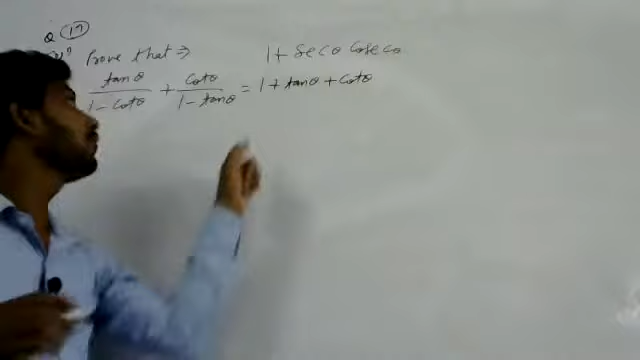 Q 17
Prove that ⇒ 1 + Secθ Cosecθ
tanθ/1 - Cotθ + Cotθ/1 - tanθ = 1 + tanθ + Cotθ